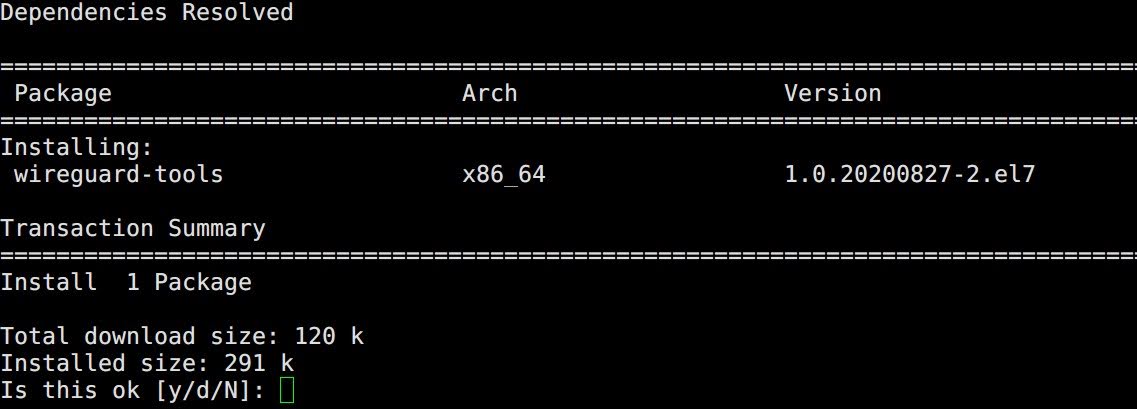 Dependencies Resolved
================================================================================
Package Arch Version
================================================================================
Installing:
wireguard-tools x86_64 1.0.20200827-2.el7
Transaction Summary
================================================================================
Install 1 Package
Total download size: 120 k
Installed size: 291 k
Is this ok [y/d/N]: